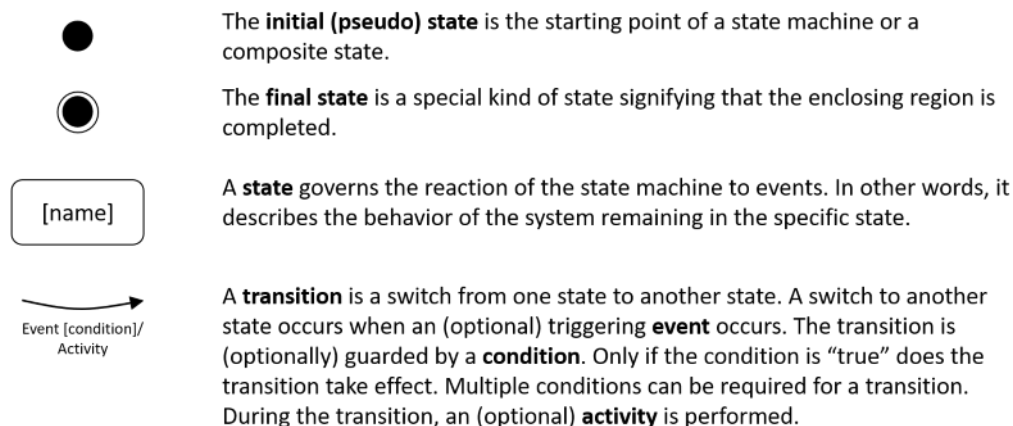 The initial (pseudo) state is the starting point of a state machine or a
composite state.
The final state is a special kind of state signifying that the enclosing region is
completed.
[name]
A state governs the reaction of the state machine to events. In other words, it
describes the behavior of the system remaining in the specific state.
Event [condition]/
Activity
A transition is a switch from one state to another state. A switch to another
state occurs when an (optional) triggering event occurs. The transition is
(optionally) guarded by a condition. Only if the condition is “true” does the
transition take effect. Multiple conditions can be required for a transition.
During the transition, an (optional) activity is performed.